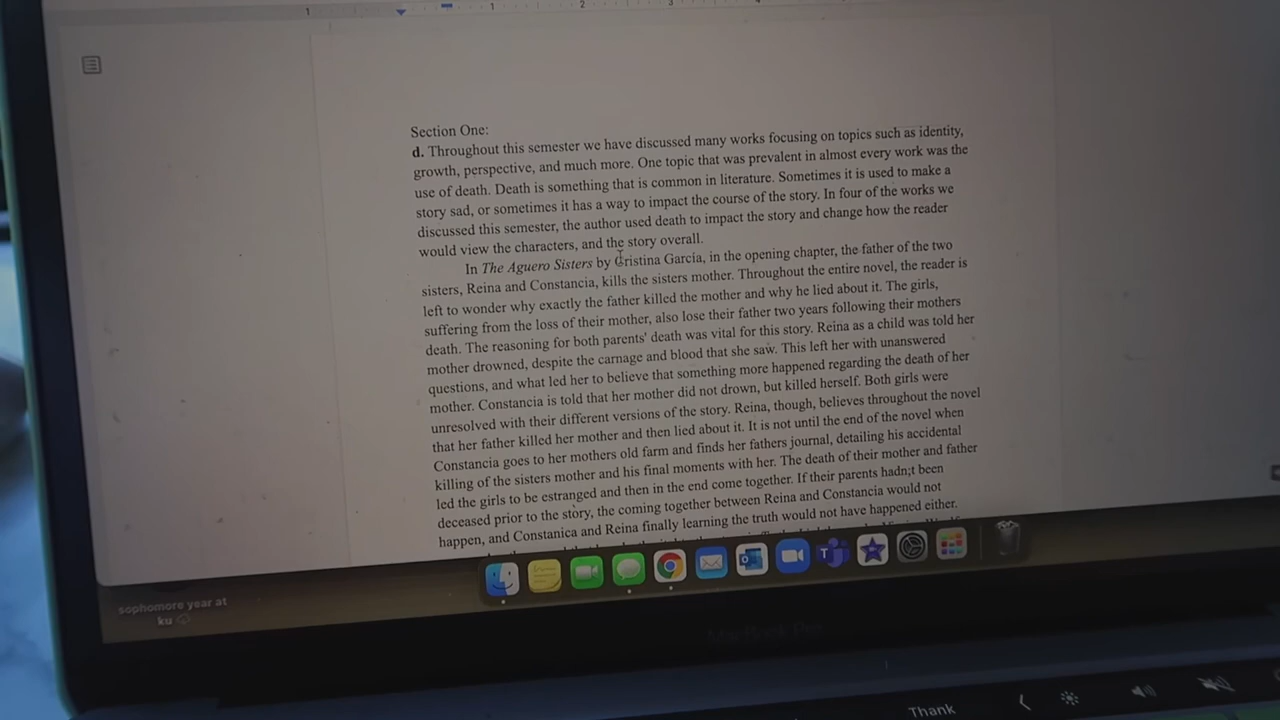 1 1 2 3
Section One:
d. Throughout this semester we have discussed many works focusing on topics such as identity,
growth, perspective, and much more. One topic that was prevalent in almost every work was the
use of death. Death is something that is common in literature. Sometimes it is used to make a
story sad, or sometimes it has a way to impact the course of the story. In four of the works we
discussed this semester, the author used death to impact the story and change how the reader
would view the characters, and the story overall.
In The Aguero Sisters by Cristina Garcia, in the opening chapter, the father of the two
sisters, Reina and Constancia, kills the sisters mother. Throughout the entire novel, the reader is
left to wonder why exactly the father killed the mother and why he lied about it. The girls,
suffering from the loss of their mother, also lose their father two years following their mothers
death. The reasoning for both parents' death was vital for this story. Reina as a child was told her
mother drowned, despite the carnage and blood that she saw. This left her with unanswered
questions, and what led her to believe that something more happened regarding the death of her
mother. Constancia is told that her mother did not drown, but killed herself. Both girls were
unresolved with their different versions of the story. Reina, though, believes throughout the novel
that her father killed her mother and then lied about it. It is not until the end of the novel when
Constancia goes to her mothers old farm and finds her fathers journal, detailing his accidental
killing of the sisters mother and his final moments with her. The death of their mother and father
led the girls to be estranged and then in the end come together. If their parents hadn;t been
deceased prior to the story, the coming together between Reina and Constancia would not
happen, and Constanica and Reina finally learning the truth would not have happened either.
sophomore year at
ku
MacBook Pro
Thank